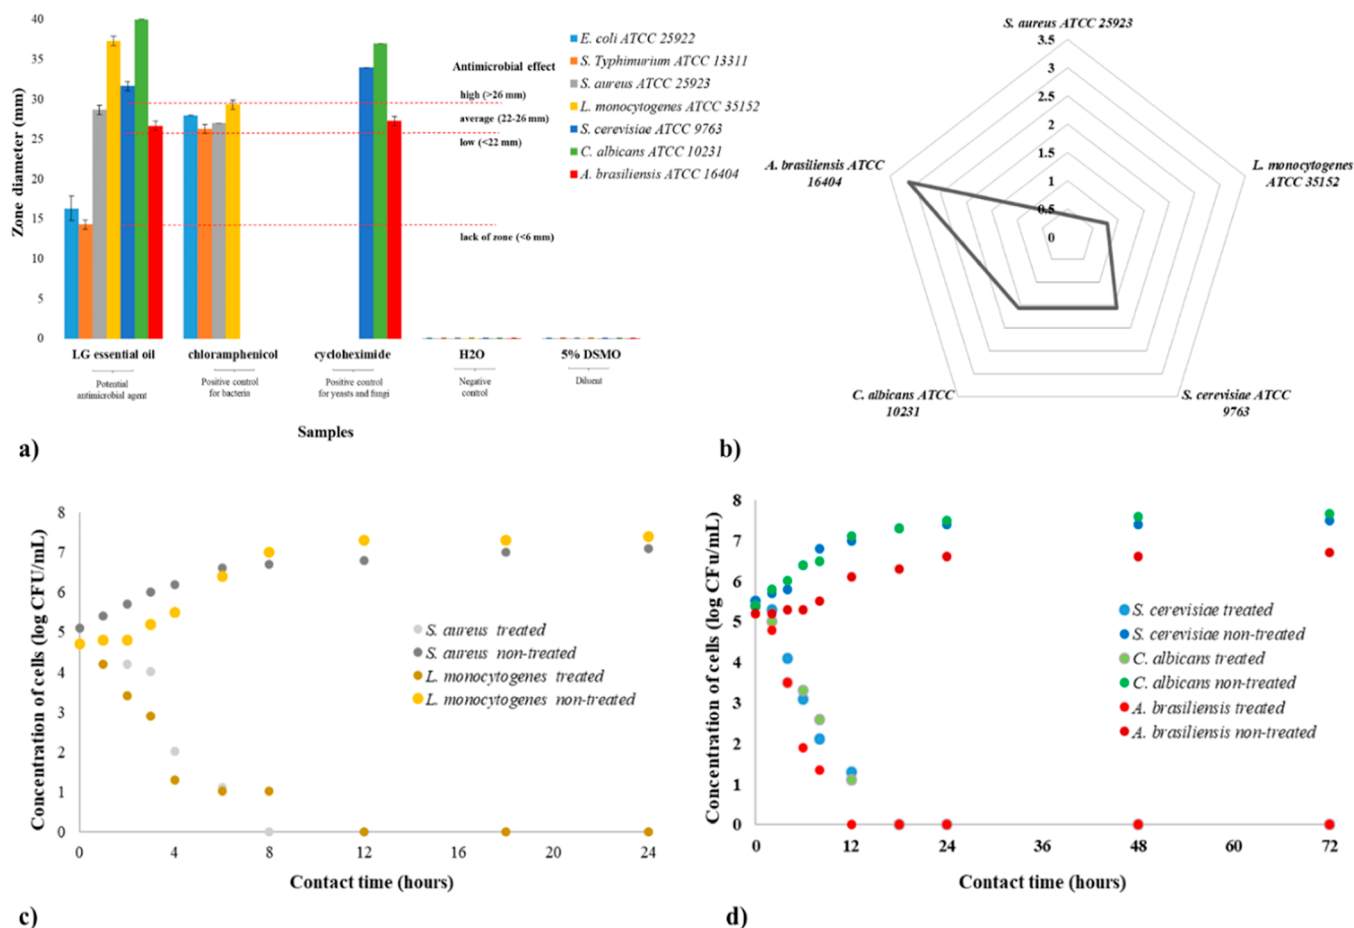 40
35
30
25
20
15
10
5
0
Zone diameter (mm)
E. coli ATCC 25922
S. Typhimurium ATCC 13311
S. aureus ATCC 25923
L. monocytogenes ATCC 35152
S. cerevisiae ATCC 9763
C. albicans ATCC 10231
A. brasiliensis ATCC 16404
Antimicrobial effect
high (>26 mm)
average (22-26 mm)
low (<22 mm)
lack of zone (<6 mm)
LG essential oil
chloramphenicol
cycloheximide
H2O
5% DSMO
Potential
antimicrobial agent
Positive control
for bacteria
Positive control
for yeasts and fungi
Negative
control
Diluent
Samples
a)
S. aureus ATCC 25923
3.5
3
2.5
2
1.5
1
0.5
0
L. monocytogenes
ATCC 35152
S. cerevisiae ATCC
9763
C. albicans ATCC
10231
A. brasiliensis ATCC
16404
b)
8
7
6
5
4
3
2
1
0
Concentration of cells (log CFU/mL)
S. aureus treated
S. aureus non-treated
L. monocytogenes treated
L. monocytogenes non-treated
0 4 8 12 16 20 24
Contact time (hours)
c)
8
7
6
5
4
3
2
1
0
Concentration of cells (log CFu/mL)
S. cerevisiae treated
S. cerevisiae non-treated
C. albicans treated
C. albicans non-treated
A. brasiliensis treated
A. brasiliensis non-treated
0 12 24 36 48 60 72
Contact time (hours)
d)